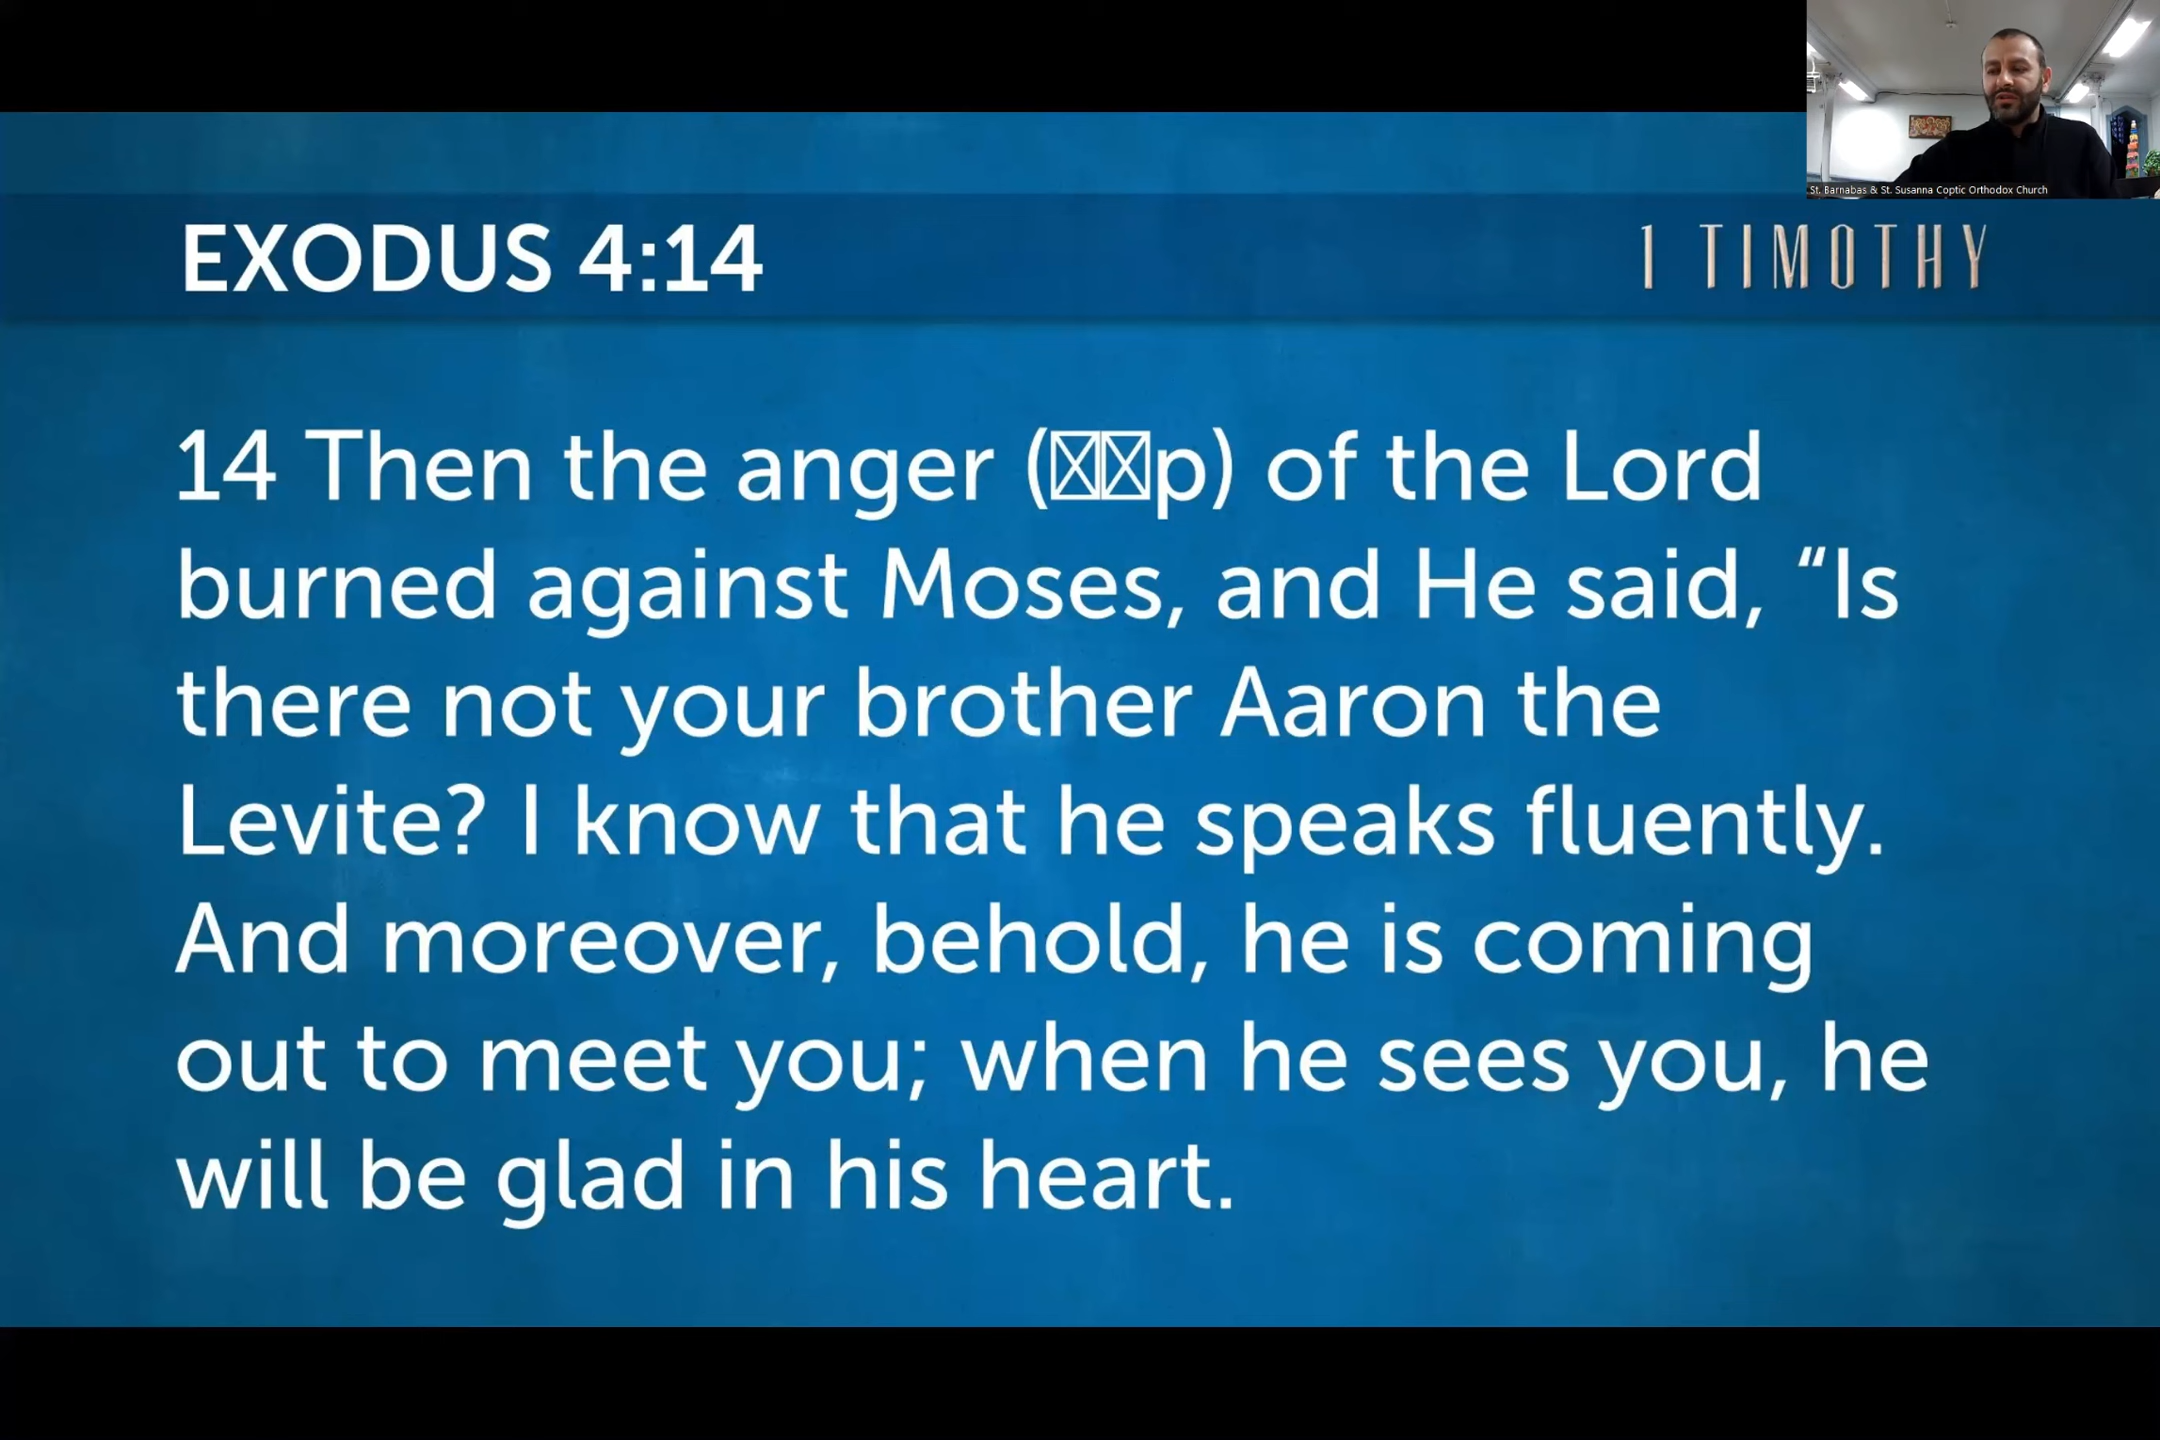 St. Barnabas & St. Susanna Coptic Orthodox Church
EXODUS 4:14
1 TIMOTHY
14 Then the anger (p) of the Lord
burned against Moses, and He said, “Is
there not your brother Aaron the
Levite? I know that he speaks fluently.
And moreover, behold, he is coming
out to meet you; when he sees you, he
will be glad in his heart.